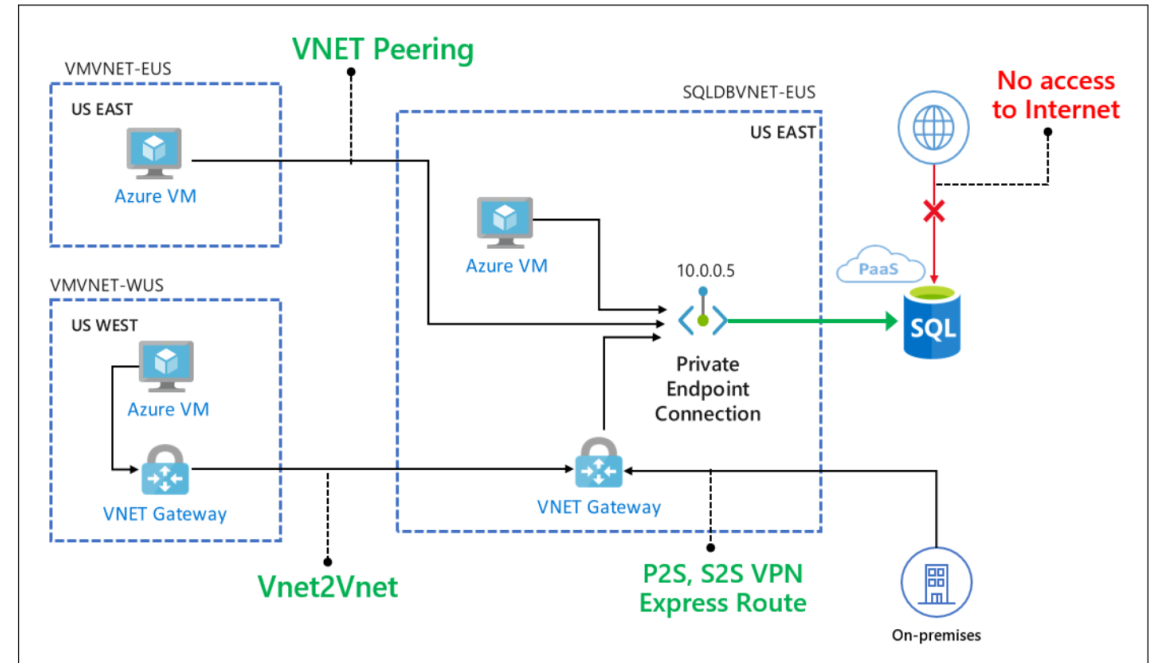 VNET Peering
VMVNET-EUS
US EAST
Azure VM
SQLDBVNET-EUS
US EAST
No access
to Internet
Azure VM
10.0.0.5
PaaS
SQL
Private
Endpoint
Connection
VMVNET-WUS
US WEST
Azure VM
VNET Gateway
VNET Gateway
Vnet2Vnet
P2S, S2S VPN
Express Route
On-premises